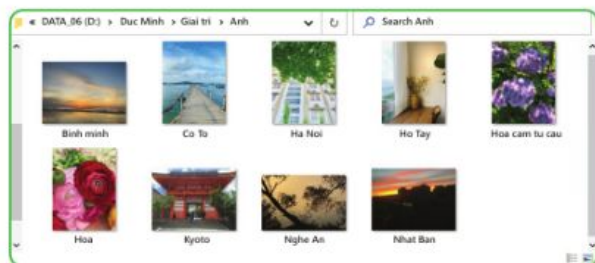 « DATA_06 (D:) › Duc Minh › Giai tri › Anh
Search Anh
Binh minh
Co To
Ha Noi
Ho Tay
Hoa cam tu cau
Hoa
Kyoto
Nghe An
Nhat Ban